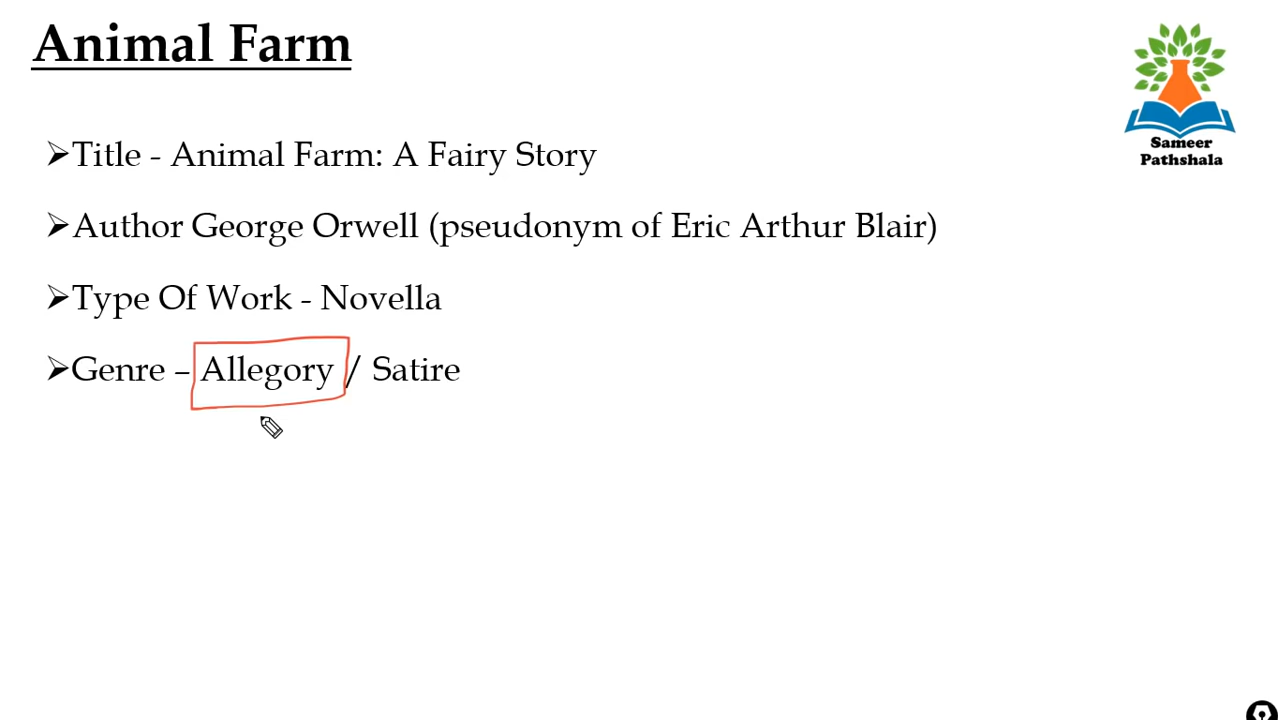 Animal Farm
Sameer
Pathshala
➢Title - Animal Farm: A Fairy Story
➢Author George Orwell (pseudonym of Eric Arthur Blair)
➢Type Of Work - Novella
➢Genre – Allegory / Satire